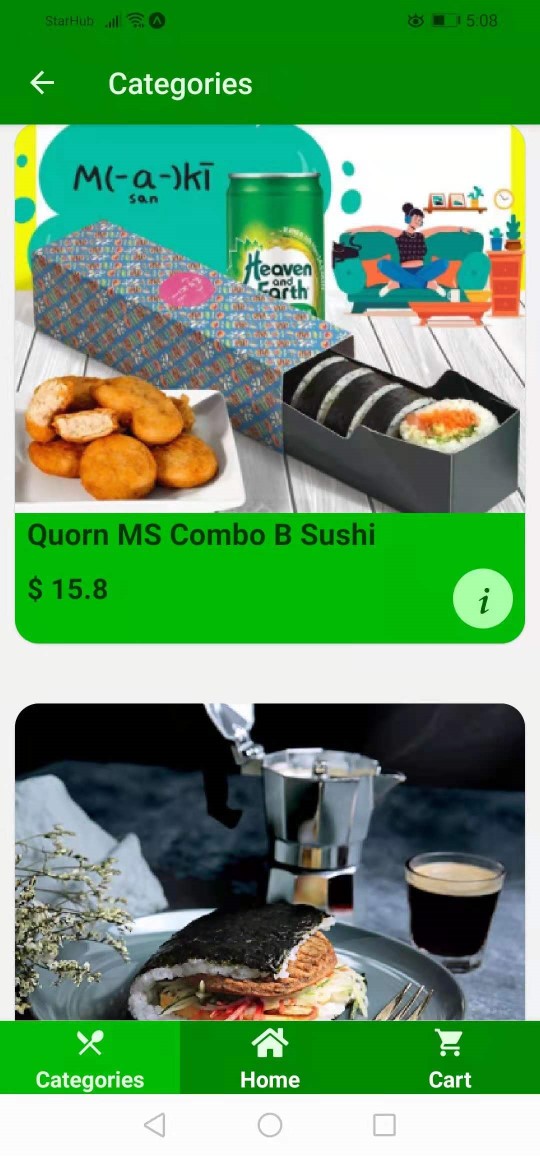 StarHub 5:08
Categories
M(-a-)kī
san
Heaven
and
Earth
Quorn MS Combo B Sushi
$ 15.8
i
Categories Home Cart